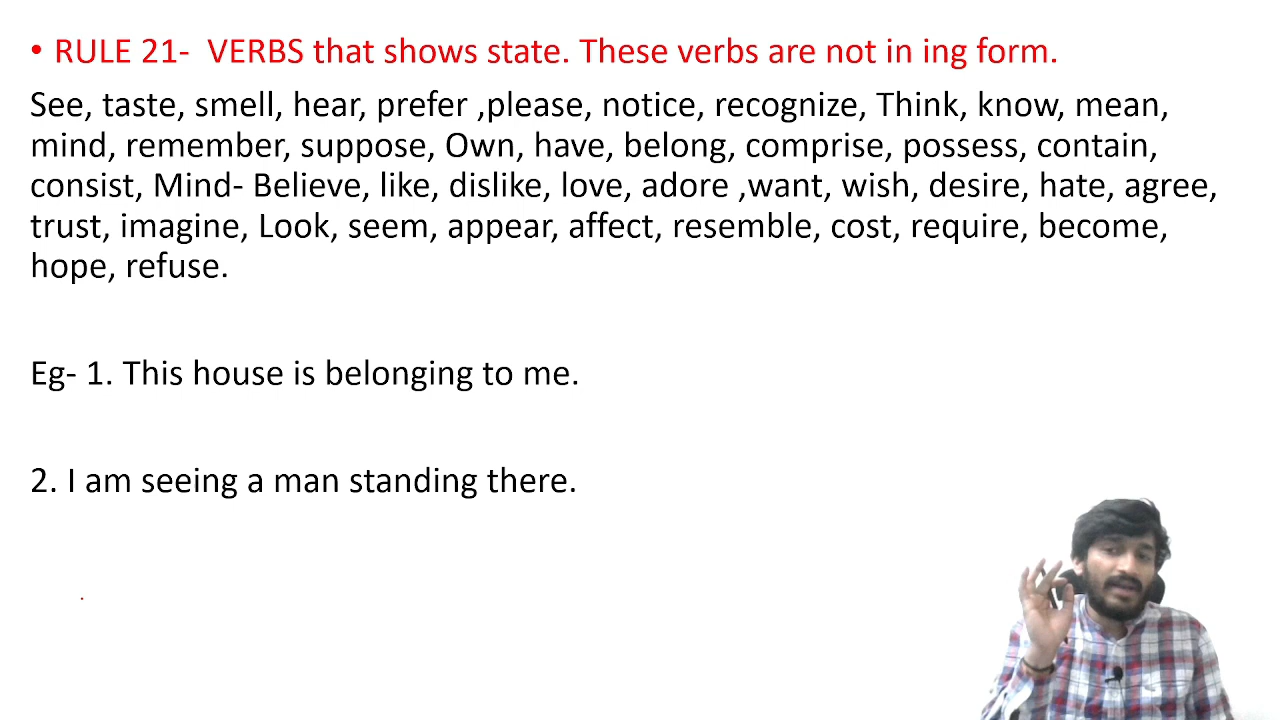 • RULE 21- VERBS that shows state. These verbs are not in ing form.
See, taste, smell, hear, prefer ,please, notice, recognize, Think, know, mean,
mind, remember, suppose, Own, have, belong, comprise, possess, contain,
consist, Mind- Believe, like, dislike, love, adore ,want, wish, desire, hate, agree,
trust, imagine, Look, seem, appear, affect, resemble, cost, require, become,
hope, refuse.
Eg- 1. This house is belonging to me.
2. I am seeing a man standing there.